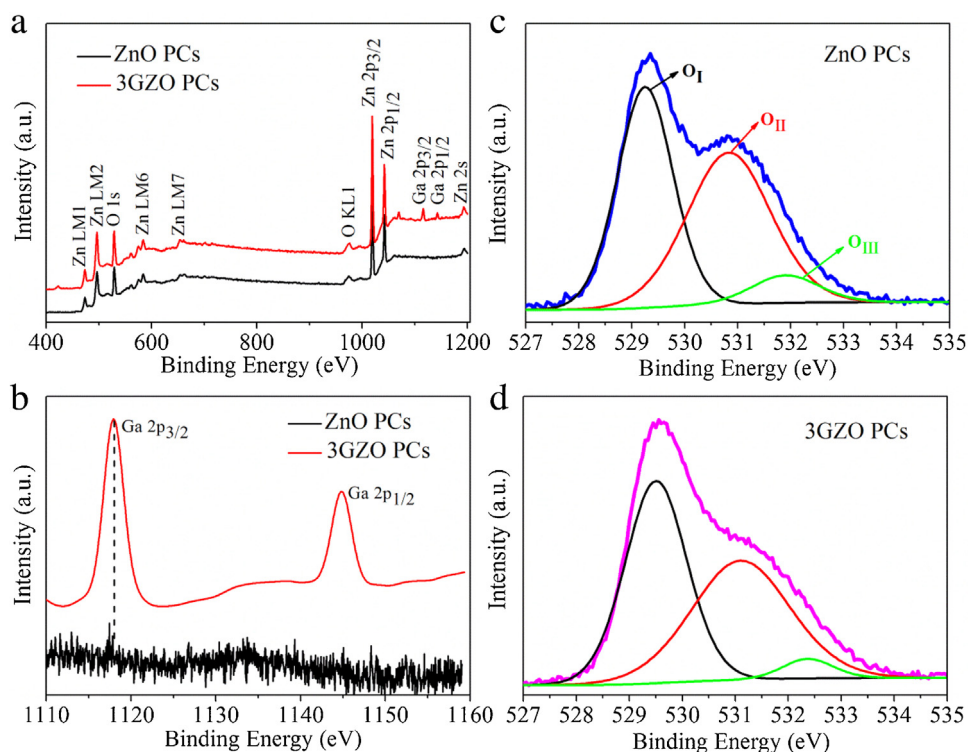 a
ZnO PCs
3GZO PCs
Zn LM1
Zn LM2
O 1s
Zn LM6
Zn LM7
O KL1
Zn 2p3/2
Zn 2p1/2
Ga 2p3/2
Ga 2p1/2
Zn 2s
Intensity (a.u.)
400 600 800 1000 1200
Binding Energy (eV)
c
ZnO PCs
OI
OII
OIII
Intensity (a.u.)
527 528 529 530 531 532 533 534 535
Binding Energy (eV)
b
Ga 2p3/2
ZnO PCs
3GZO PCs
Ga 2p1/2
Intensity (a.u.)
1110 1120 1130 1140 1150 1160
Binding Energy (eV)
d
3GZO PCs
Intensity (a.u.)
527 528 529 530 531 532 533 534 535
Binding Energy (eV)